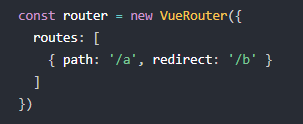 const router = new VueRouter({
  routes: [
    { path: '/a', redirect: '/b' }
  ]
})